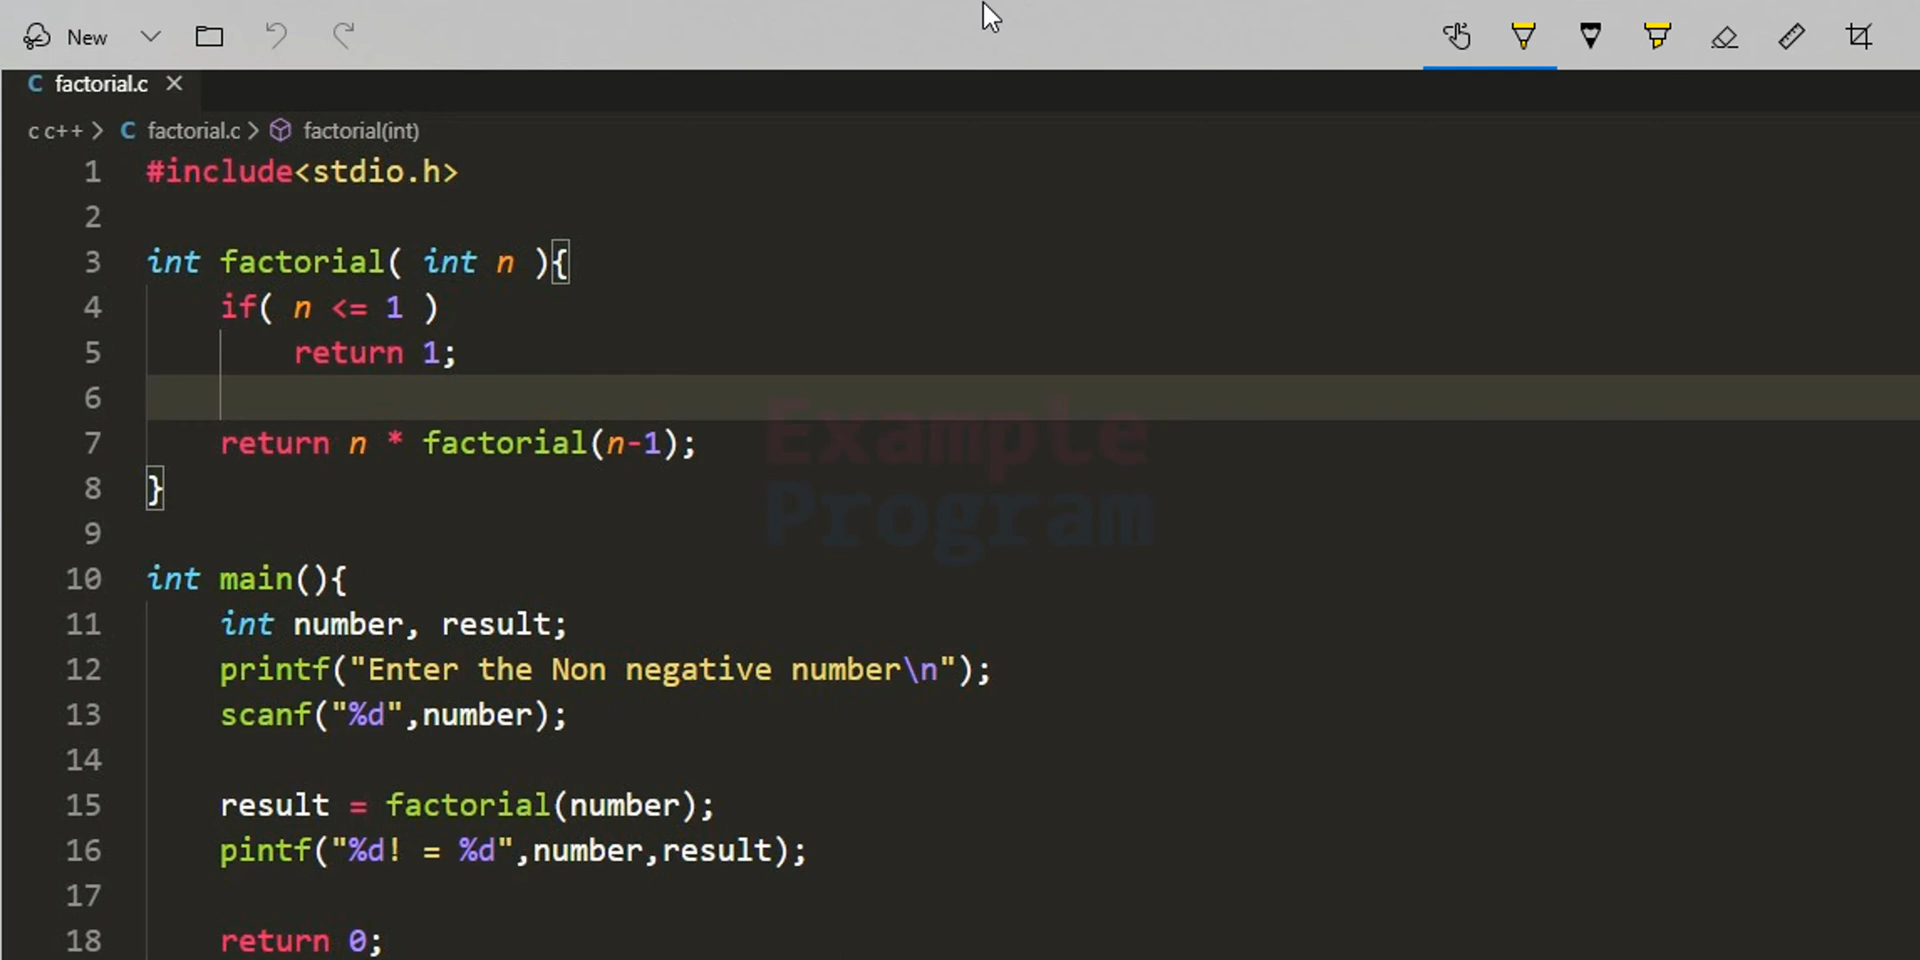 New
C factorial.c ×
c c++ > C factorial.c > factorial(int)
1 #include<stdio.h>
2
3 int factorial( int n ){
4     if( n <= 1 )
5         return 1;
6
7     return n * factorial(n-1);
8 }
9
10 int main(){
11     int number, result;
12     printf("Enter the Non negative number\n");
13     scanf("%d",number);
14
15     result = factorial(number);
16     pintf("%d! = %d",number,result);
17
18     return 0;
Example
Program